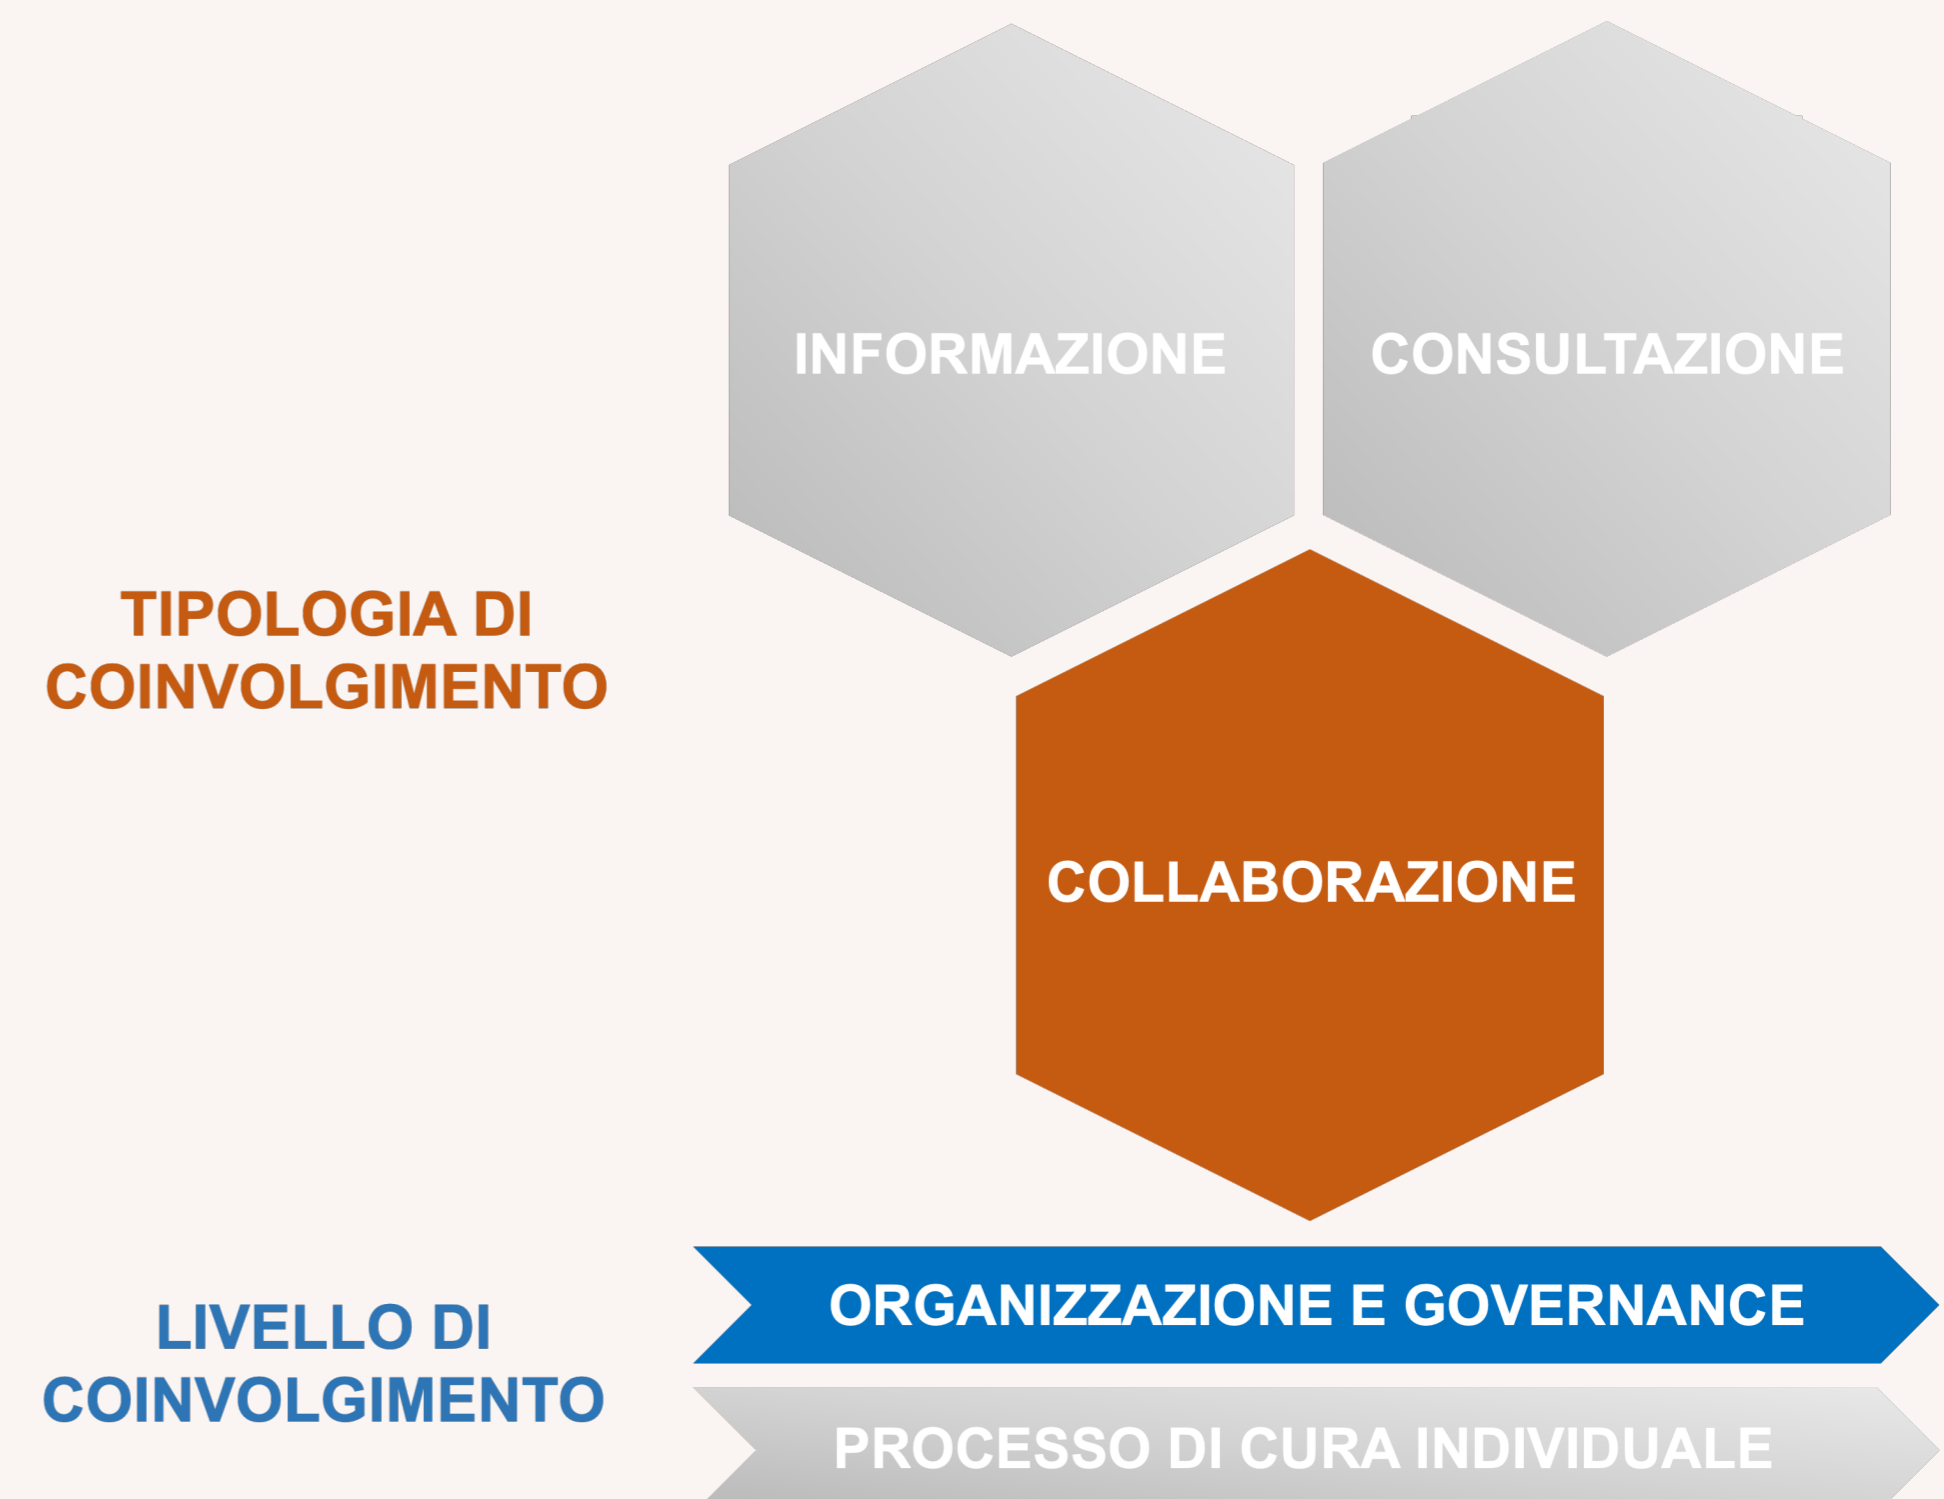 INFORMAZIONE
CONSULTAZIONE
TIPOLOGIA DI
COINVOLGIMENTO
COLLABORAZIONE
ORGANIZZAZIONE E GOVERNANCE
LIVELLO DI
COINVOLGIMENTO
PROCESSO DI CURA INDIVIDUALE